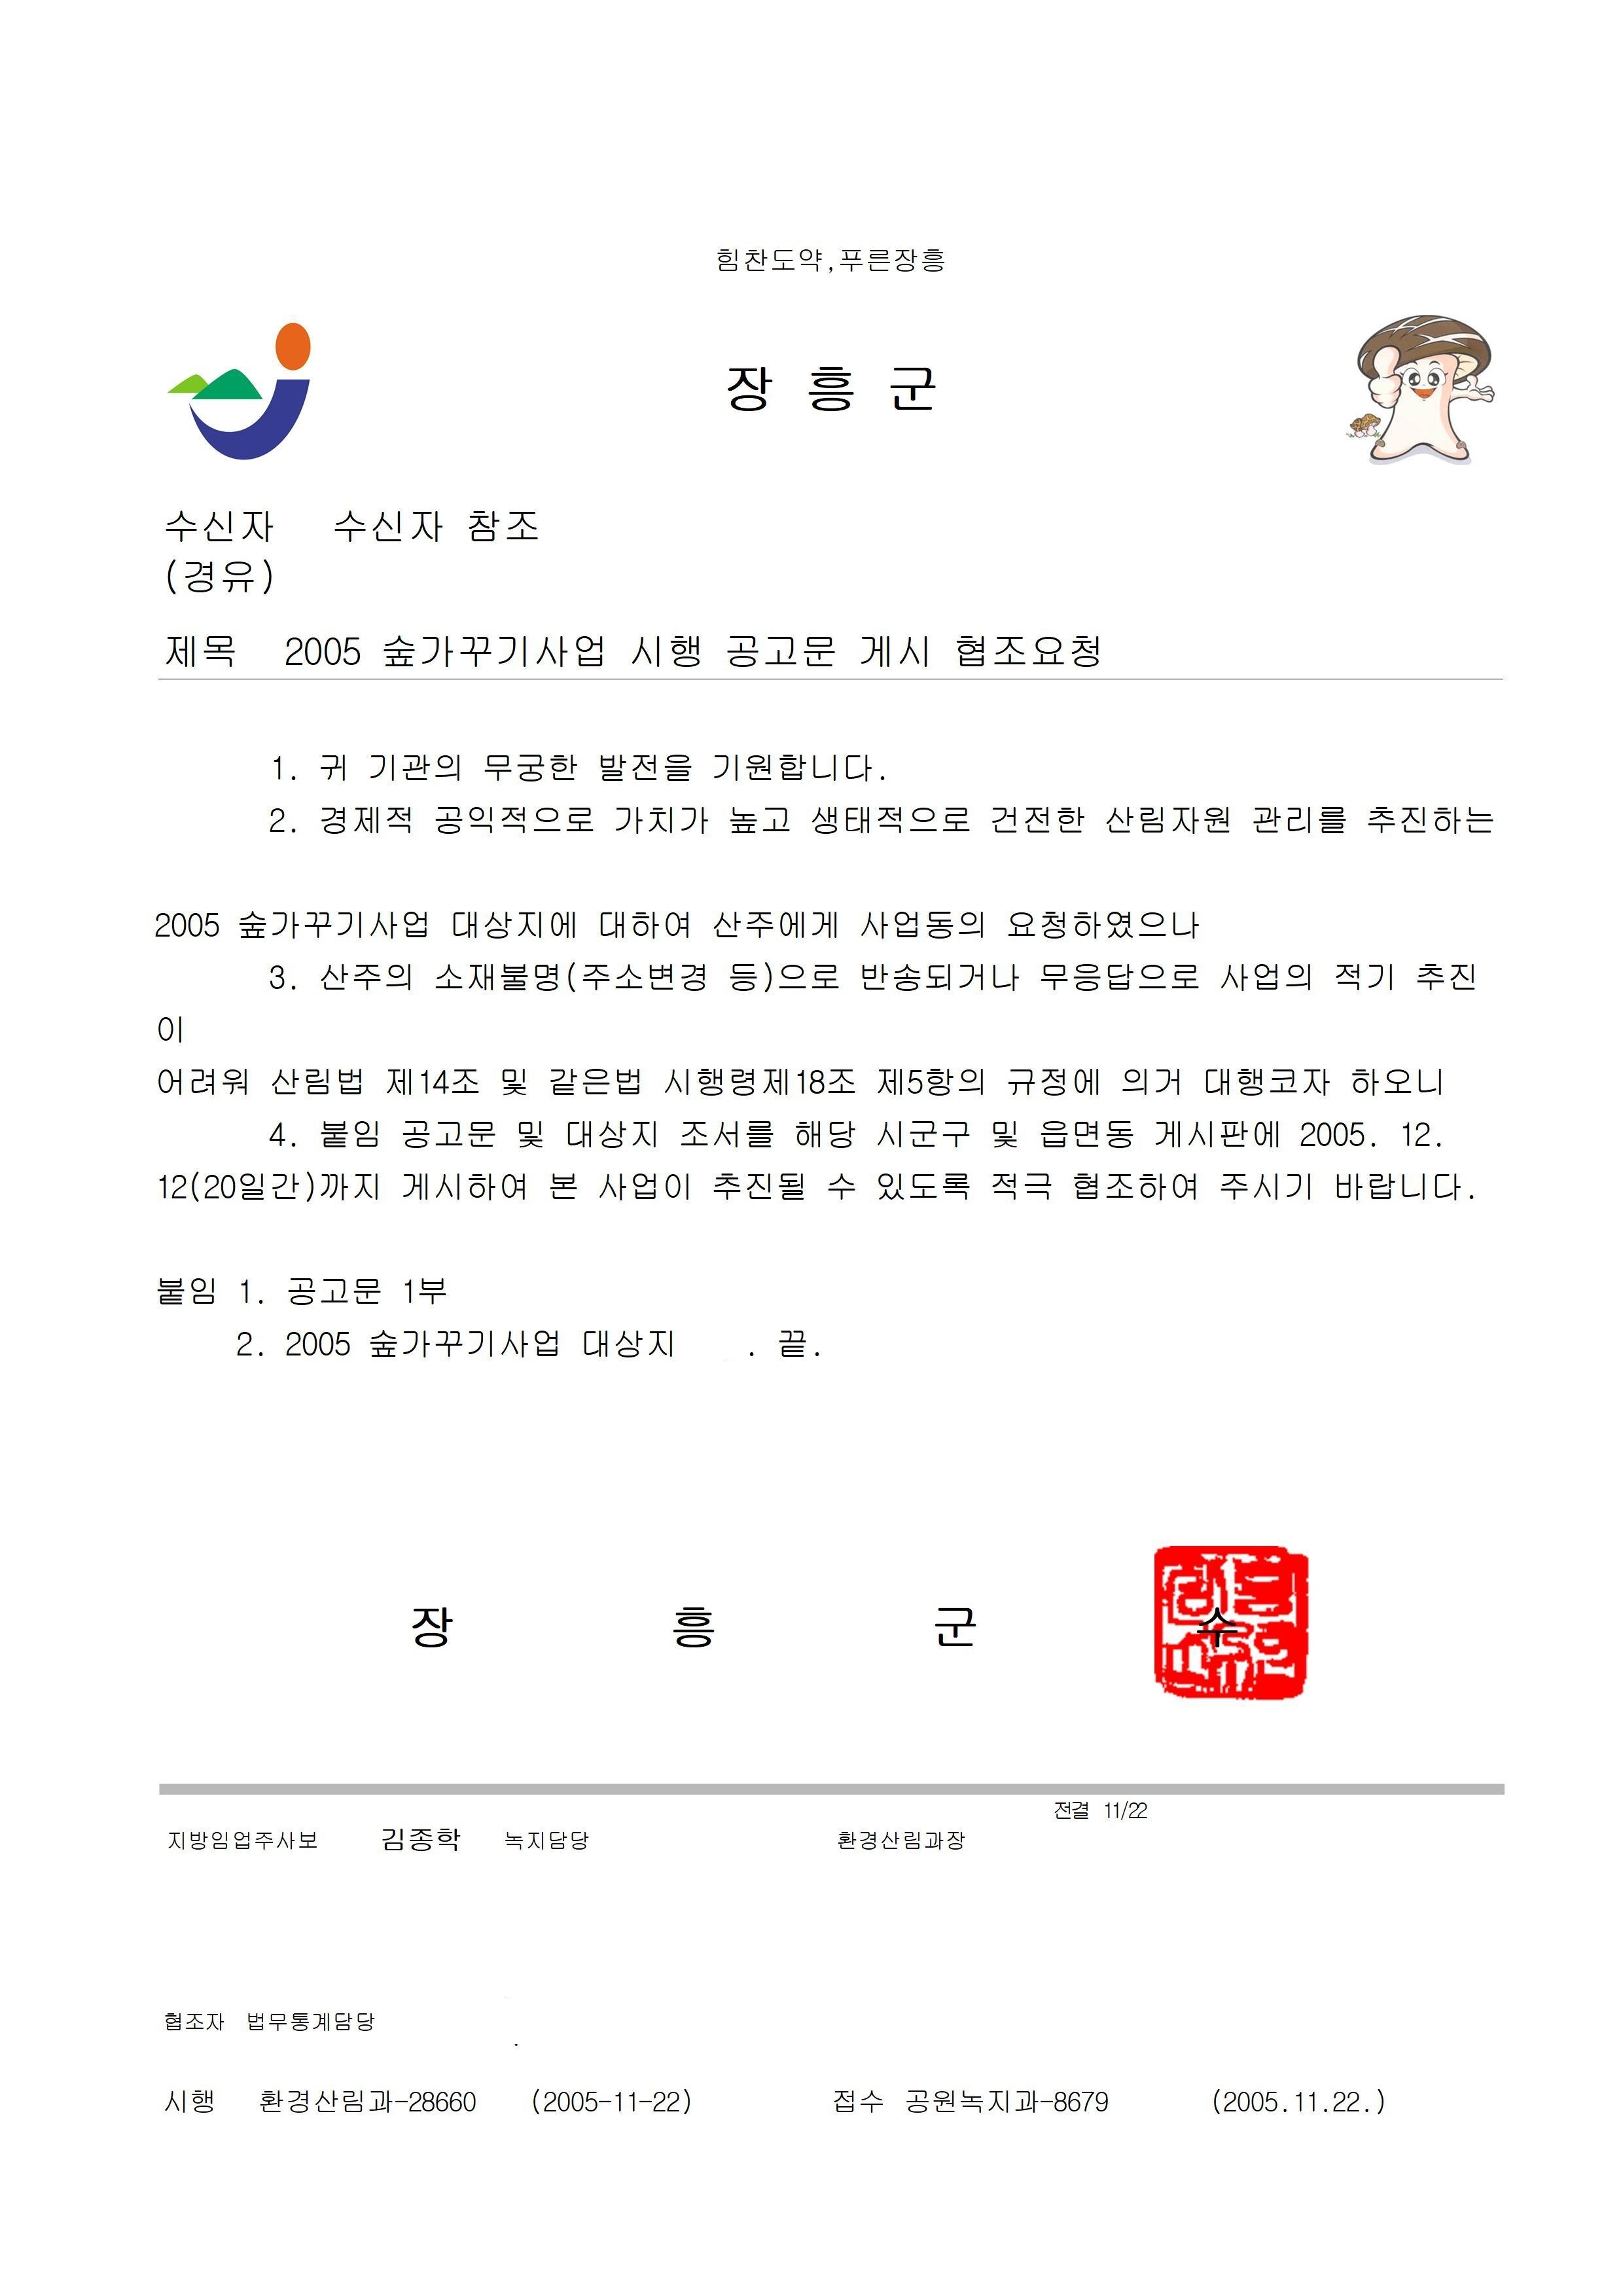 힘찬도약,푸른장흥
장 흥 군
수신자 수신자 참조
(경유)
제목 2005 숲가꾸기사업 시행 공고문 게시 협조요청
1. 귀 기관의 무궁한 발전을 기원합니다.
2. 경제적 공익적으로 가치가 높고 생태적으로 건전한 산림자원 관리를 추진하는
2005 숲가꾸기사업 대상지에 대하여 산주에게 사업동의 요청하였으나
3. 산주의 소재불명(주소변경 등)으로 반송되거나 무응답으로 사업의 적기 추진
이
어려워 산림법 제14조 및 같은법 시행령제18조 제5항의 규정에 의거 대행코자 하오니
4. 붙임 공고문 및 대상지 조서를 해당 시군구 및 읍면동 게시판에 2005. 12.
12(20일간)까지 게시하여 본 사업이 추진될 수 있도록 적극 협조하여 주시기 바랍니다.
붙임 1. 공고문 1부
2. 2005 숲가꾸기사업 대상지 . 끝.
장 흥 군 수
전결 11/22
지방임업주사보 김종학 녹지담당 환경산림과장
협조자 법무통계담당
시행 환경산림과-28660 (2005-11-22) 접수 공원녹지과-8679 (2005.11.22.)